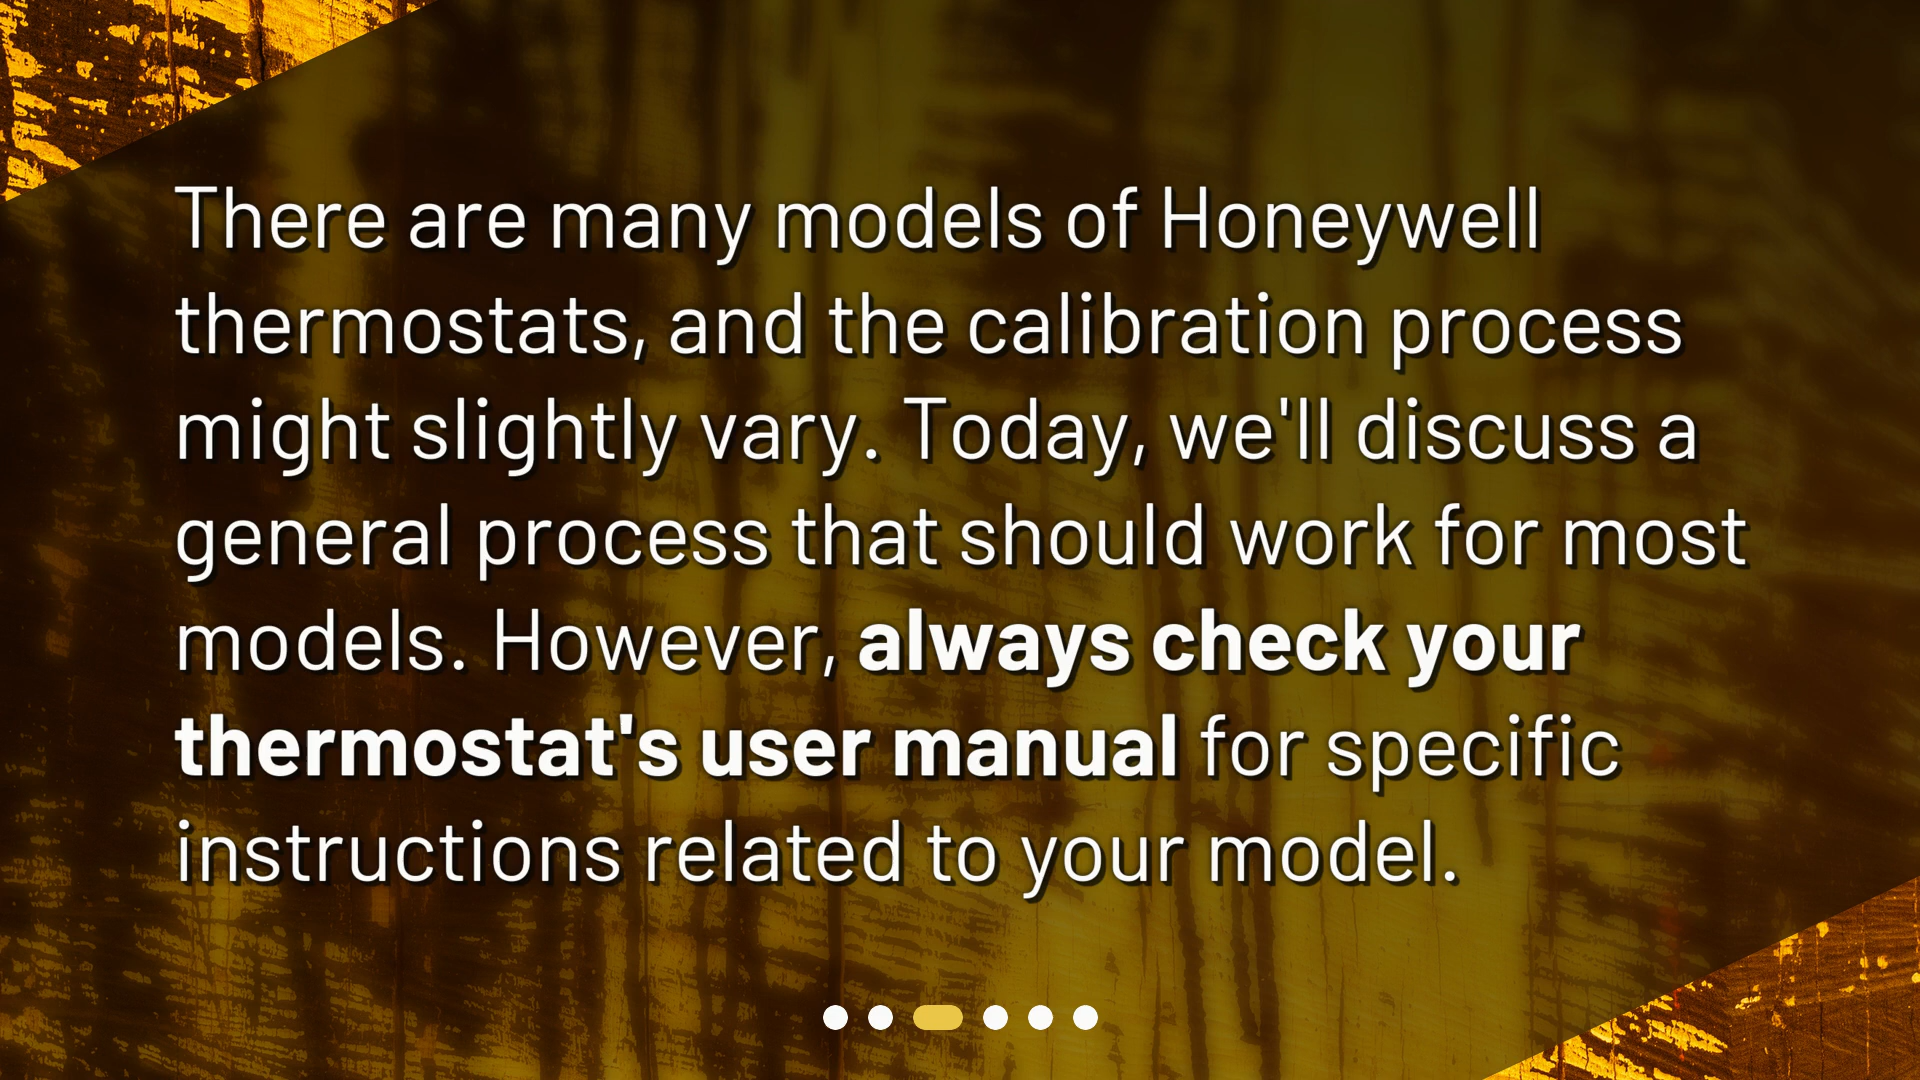 There are many models of Honeywell
thermostats, and the calibration process
might slightly vary. Today, we'll discuss a
general process that should work for most
models. However, always check your
thermostat's user manual for specific
instructions related to your model.